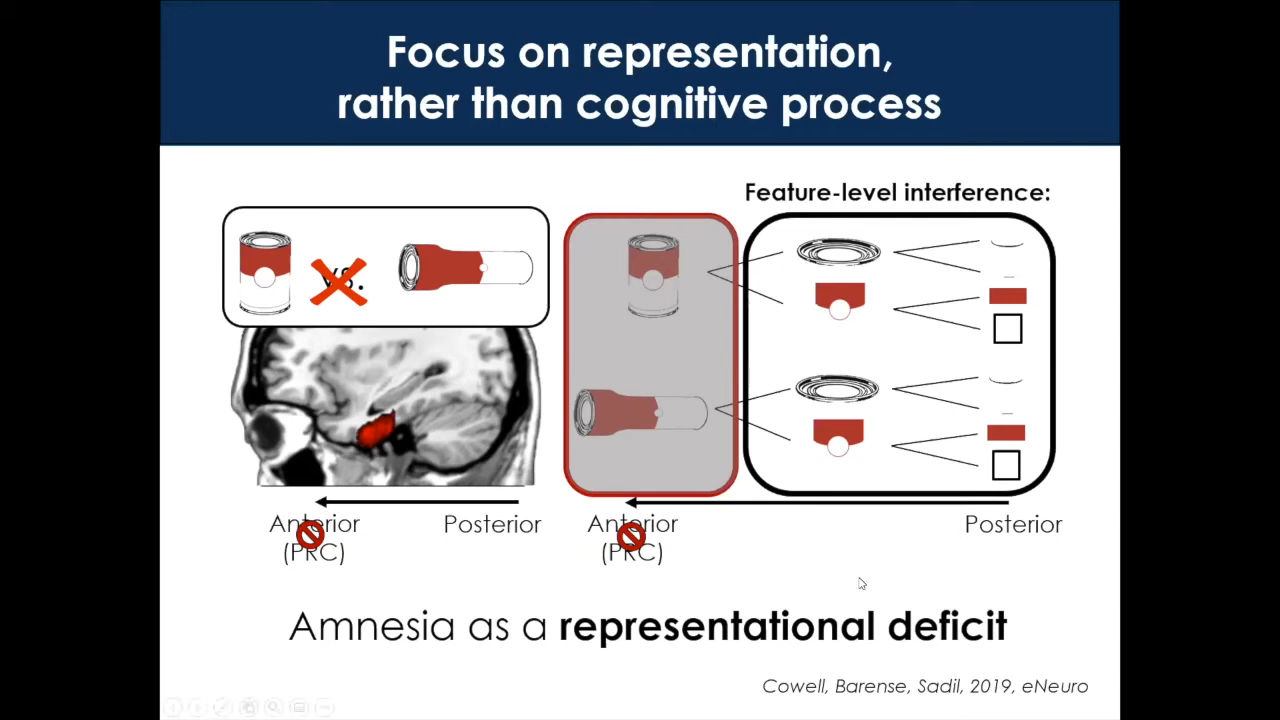 Focus on representation,
rather than cognitive process
Feature-level interference:
vs.
Anterior
(PRC)
Posterior
Anterior
(PRC)
Posterior
Amnesia as a representational deficit
Cowell, Barense, Sadil, 2019, eNeuro